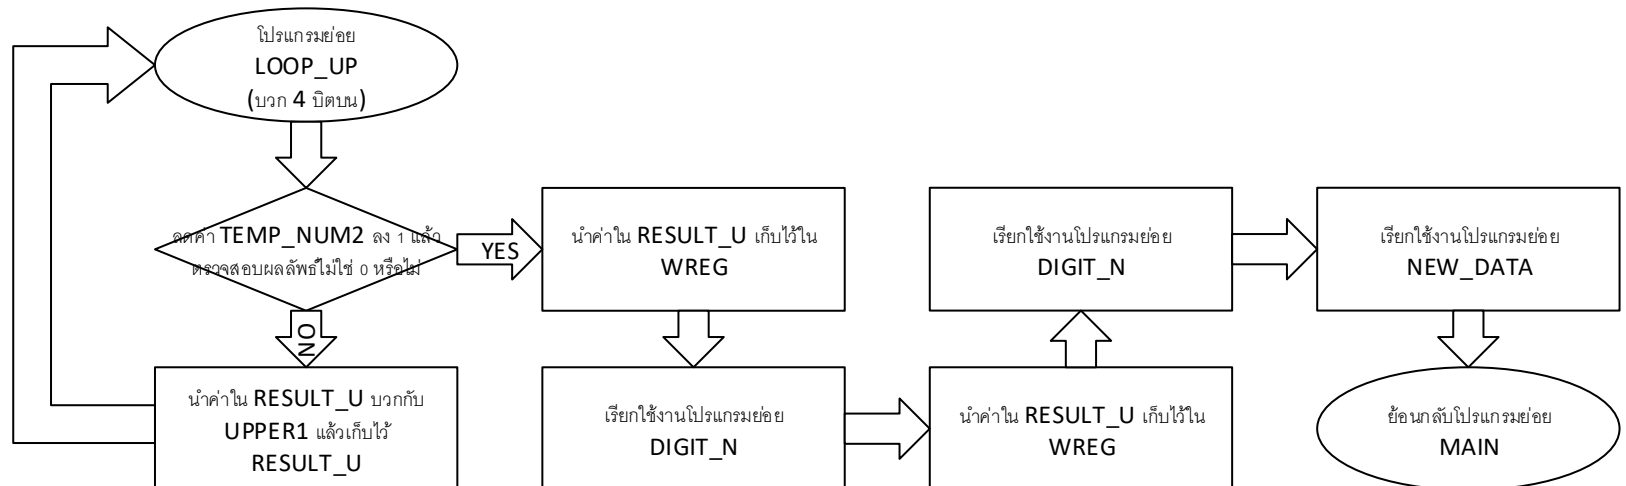 โปรแกรมย่อย
LOOP_UP
(บวก 4 บิตบน)
ลดค่า TEMP_NUM2 ลง 1 แล้ว
ตรวจสอบผลลัพธ์ไม่ใช่ 0 หรือไม่
YES
NO
นำค่าใน RESULT_U บวกกับ
UPPER1 แล้วเก็บไว้
RESULT_U
นำค่าใน RESULT_U เก็บไว้ใน
WREG
เรียกใช้งานโปรแกรมย่อย
DIGIT_N
นำค่าใน RESULT_U เก็บไว้ใน
WREG
เรียกใช้งานโปรแกรมย่อย
DIGIT_N
เรียกใช้งานโปรแกรมย่อย
NEW_DATA
ย้อนกลับโปรแกรมย่อย
MAIN